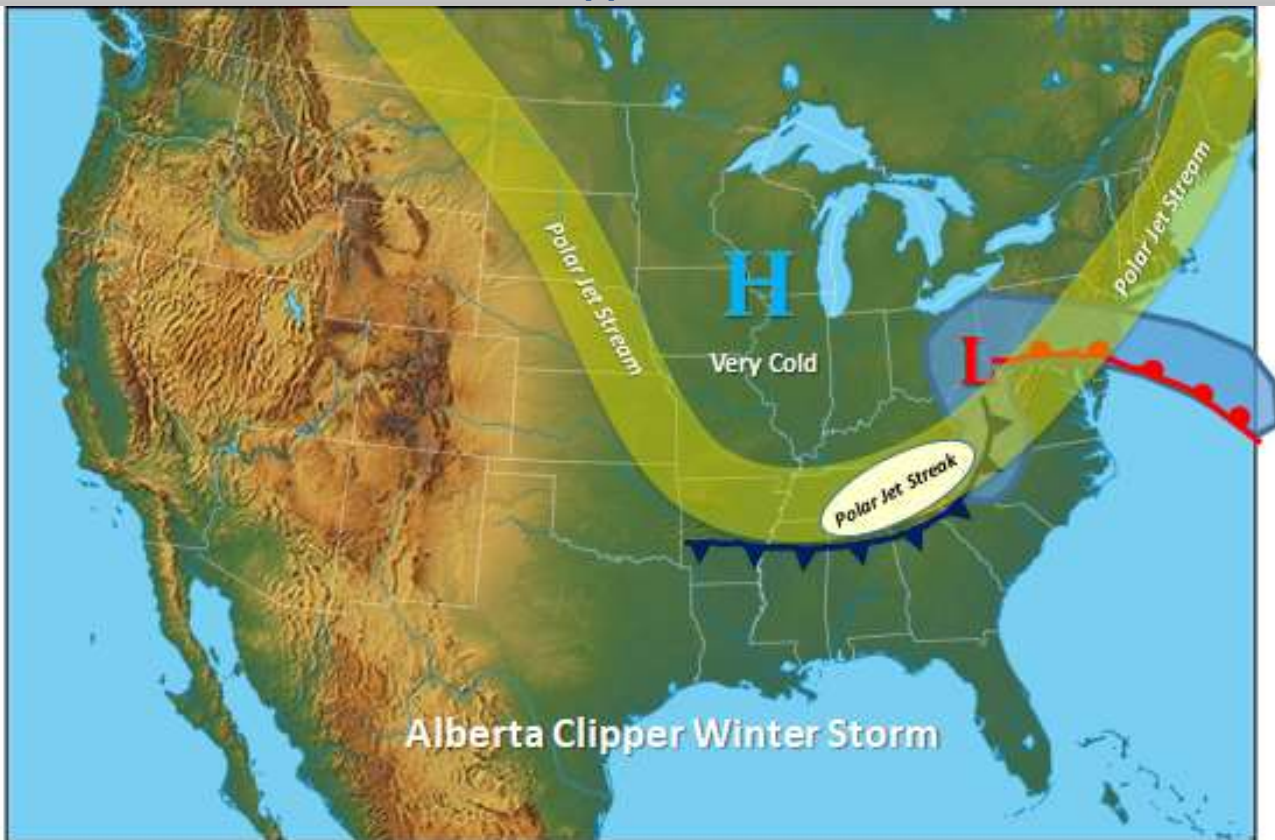 Polar Jet Stream
Polar Jet Stream
H
Very Cold
L
Polar Jet Streak
Alberta Clipper Winter Storm